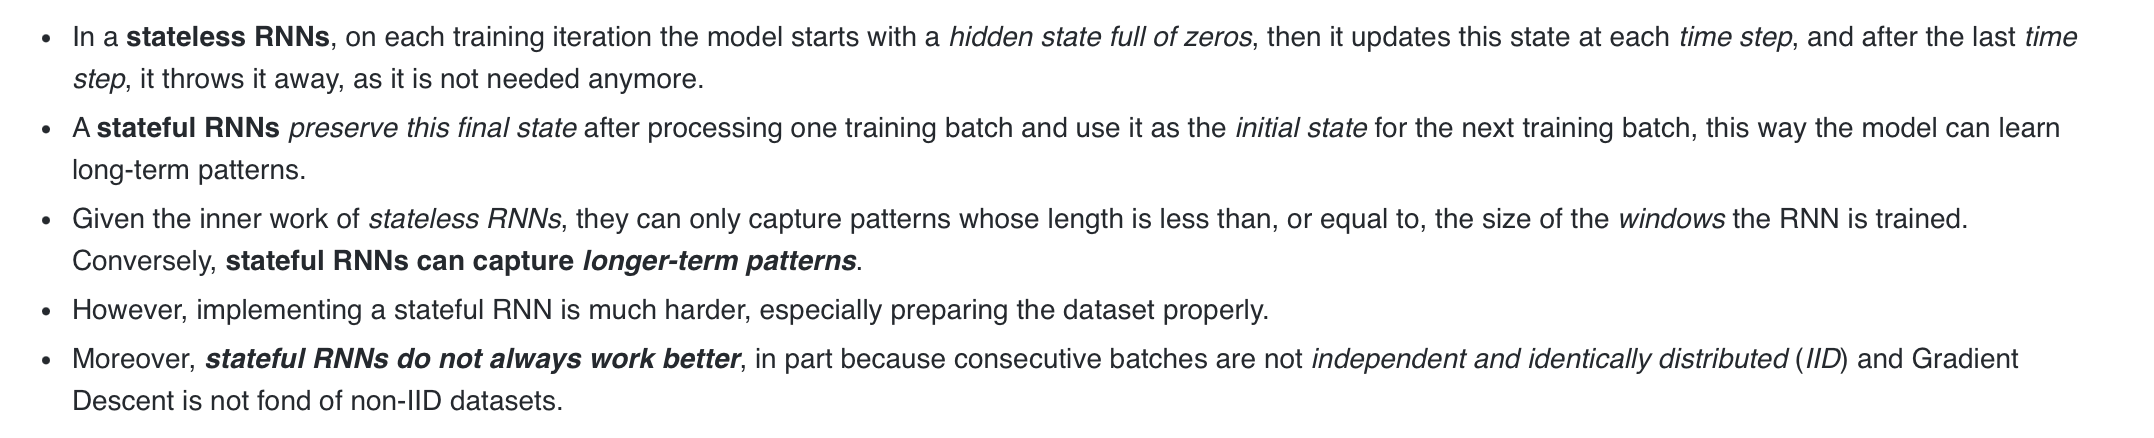 • In a stateless RNNs, on each training iteration the model starts with a hidden state full of zeros, then it updates this state at each time step, and after the last time
step, it throws it away, as it is not needed anymore.
• A stateful RNNs preserve this final state after processing one training batch and use it as the initial state for the next training batch, this way the model can learn
long-term patterns.
• Given the inner work of stateless RNNs, they can only capture patterns whose length is less than, or equal to, the size of the windows the RNN is trained.
Conversely, stateful RNNs can capture longer-term patterns.
• However, implementing a stateful RNN is much harder, especially preparing the dataset properly.
• Moreover, stateful RNNs do not always work better, in part because consecutive batches are not independent and identically distributed (IID) and Gradient
Descent is not fond of non-IID datasets.